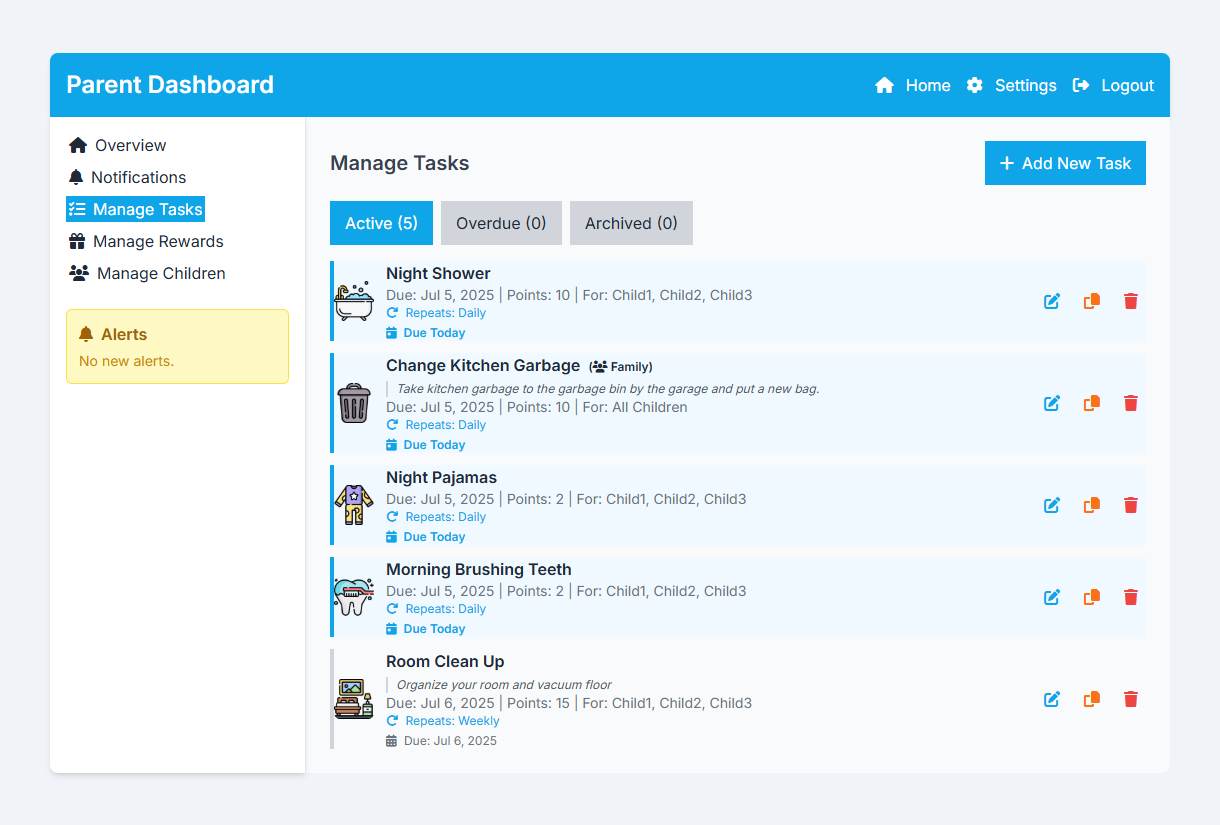 Parent Dashboard
Home Settings Logout
Overview
Notifications
Manage Tasks
Manage Rewards
Manage Children
Alerts
No new alerts.
Manage Tasks
+ Add New Task
Active (5) Overdue (0) Archived (0)
Night Shower
Due: Jul 5, 2025 | Points: 10 | For: Child1, Child2, Child3
Repeats: Daily
Due Today
Change Kitchen Garbage (Family)
Take kitchen garbage to the garbage bin by the garage and put a new bag.
Due: Jul 5, 2025 | Points: 10 | For: All Children
Repeats: Daily
Due Today
Night Pajamas
Due: Jul 5, 2025 | Points: 2 | For: Child1, Child2, Child3
Repeats: Daily
Due Today
Morning Brushing Teeth
Due: Jul 5, 2025 | Points: 2 | For: Child1, Child2, Child3
Repeats: Daily
Due Today
Room Clean Up
Organize your room and vacuum floor
Due: Jul 6, 2025 | Points: 15 | For: Child1, Child2, Child3
Repeats: Weekly
Due: Jul 6, 2025